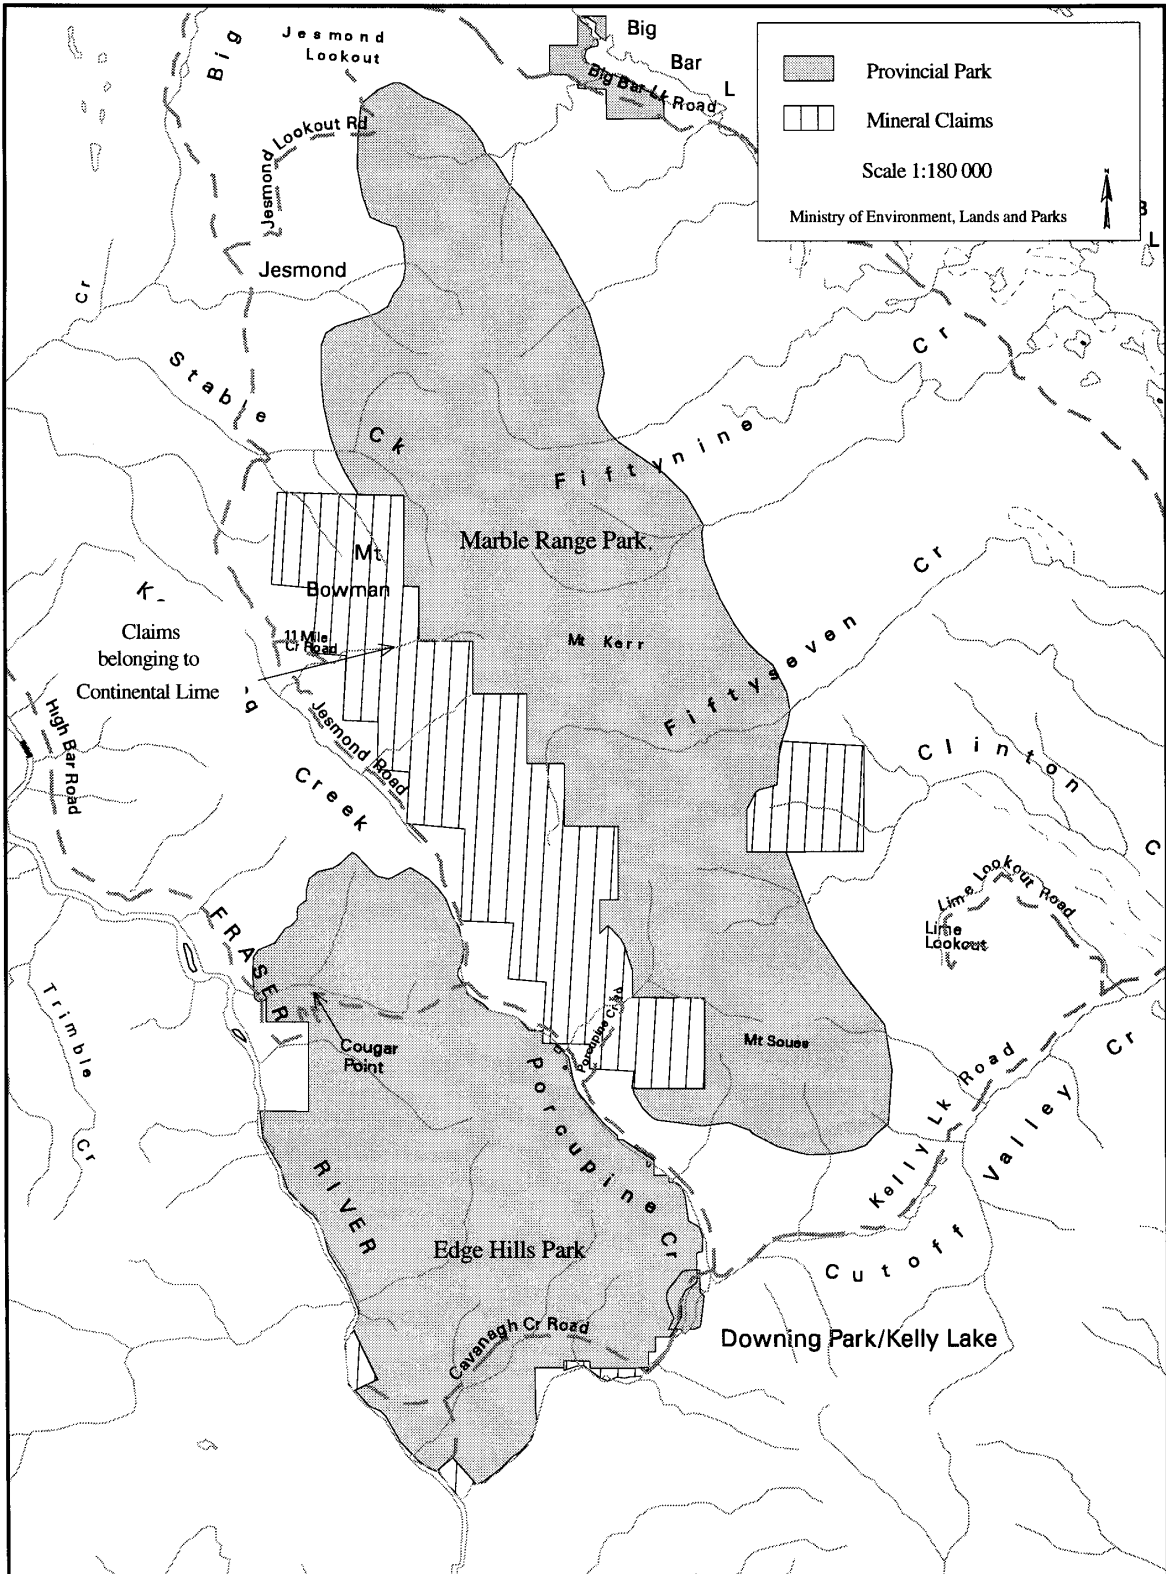 Jesmond
Lookout
Big
Big
Bar
L
Big Bar Lk Road
Provincial Park
Mineral Claims
Scale 1:180 000
N
Ministry of Environment, Lands and Parks
B
L
Jesmond Lookout Rd
Jesmond
Cr
Stable
Ck
Fiftynine Cr
Marble Range Park
Mt
Bowman
Fiftyseven Cr
Claims
belonging to
Continental Lime
11 Mile
Cr Road
Mt Kerr
High Bar Road
Jesmond Road
Creek
Clinton
C
Lime Lookout Road
Lime
Lookout
FRASER
Trimble
Cr
Cougar
Point
Porcupine Cr Rd
Mt Soues
Porcupine Cr
Kelly Lk Road
Valley Cr
RIVER
Edge Hills Park
Cutoff
Cavanagh Cr Road
Downing Park/Kelly Lake